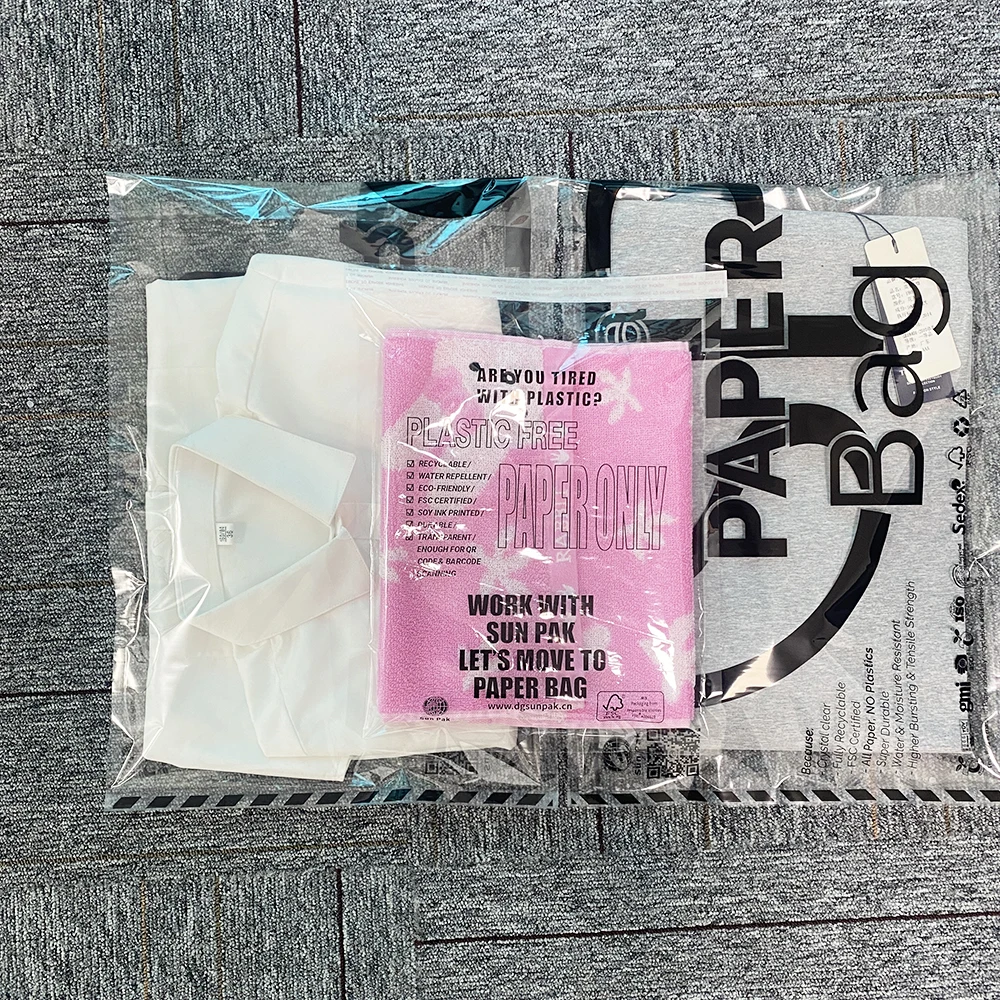 ARE YOU TIRED
WITH PLASTIC?
PLASTIC FREE
PAPER ONLY
RECYCLABLE/
WATER REPELLENT/
ECO-FRIENDLY/
FSC CERTIFIED/
SOY INK PRINTED/
DURABLE/
TRANSPARENT/
ENOUGH FOR QR
CODE & BARCODE
SCANNING
WORK WITH
SUN PAK
LET'S MOVE TO
PAPER BAG
www.dgsunpak.cn
Sun Pak
PAPER
Bag
Because:
- Crystal clear
- Fully Recyclable
- FSC Certified
- All Paper, NO Plastics
- Super Durable
- Water & Moisture Resistant
- Higher Bursting & Tensile Strength
gmi
ISO
Sedex